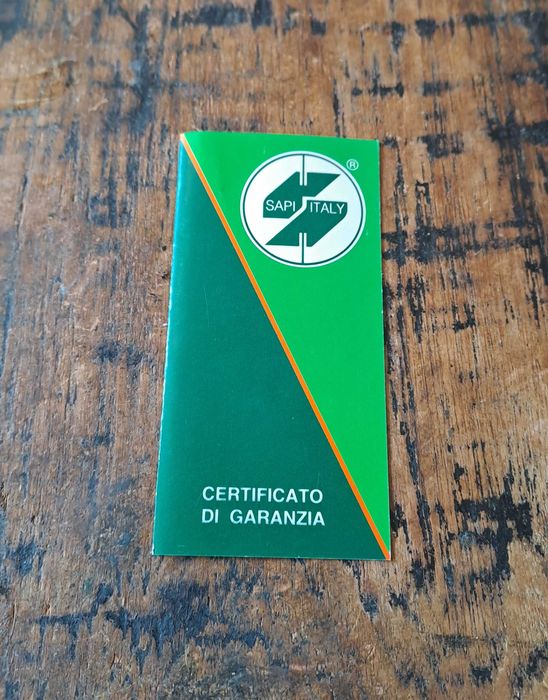 ®
SAPI ITALY
CERTIFICATO
DI GARANZIA